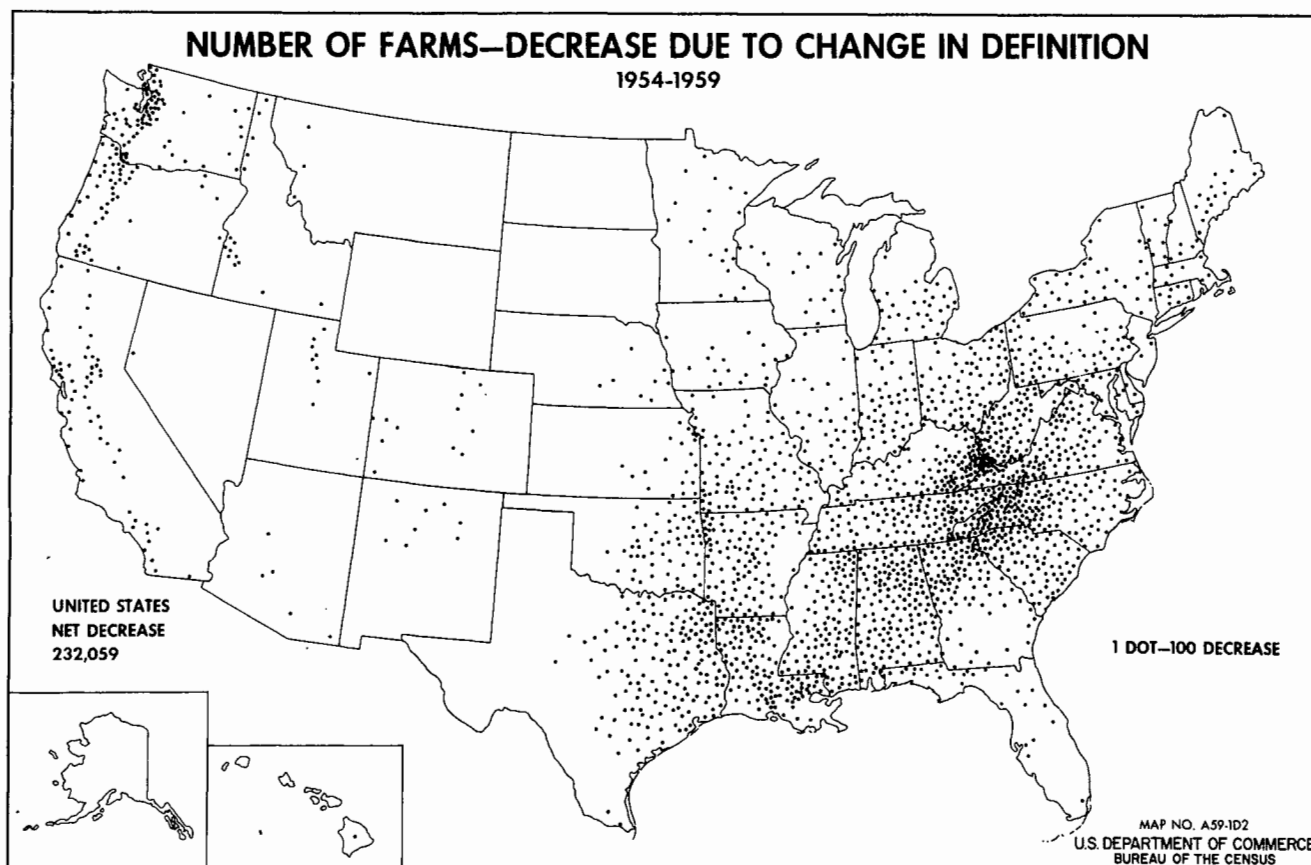 NUMBER OF FARMS—DECREASE DUE TO CHANGE IN DEFINITION
1954-1959
UNITED STATES
NET DECREASE
232,059
1 DOT—100 DECREASE
MAP NO. A59-1D2
U.S. DEPARTMENT OF COMMERCE
BUREAU OF THE CENSUS